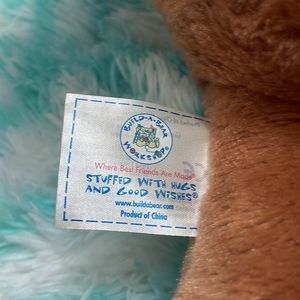 BUILD-A-BEAR
WORKSHOP®
Where Best Friends Are Made®
STUFFED WITH HUGS
AND GOOD WISHES®
www.buildabear.com
Product of China